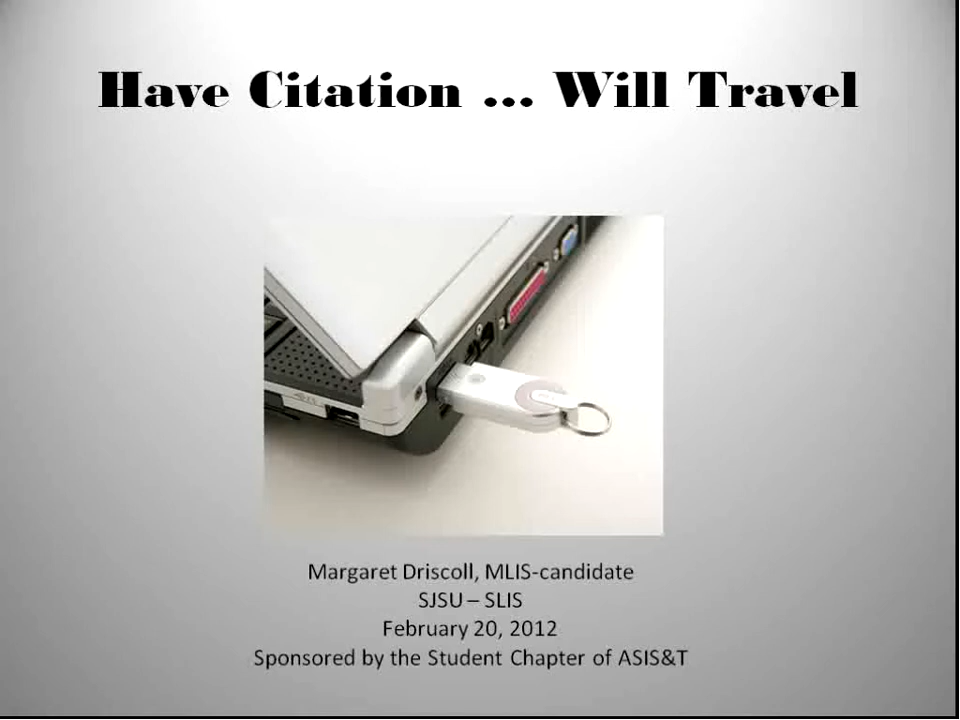 Have Citation ... Will Travel
Margaret Driscoll, MLIS-candidate
SJSU – SLIS
February 20, 2012
Sponsored by the Student Chapter of ASIS&T